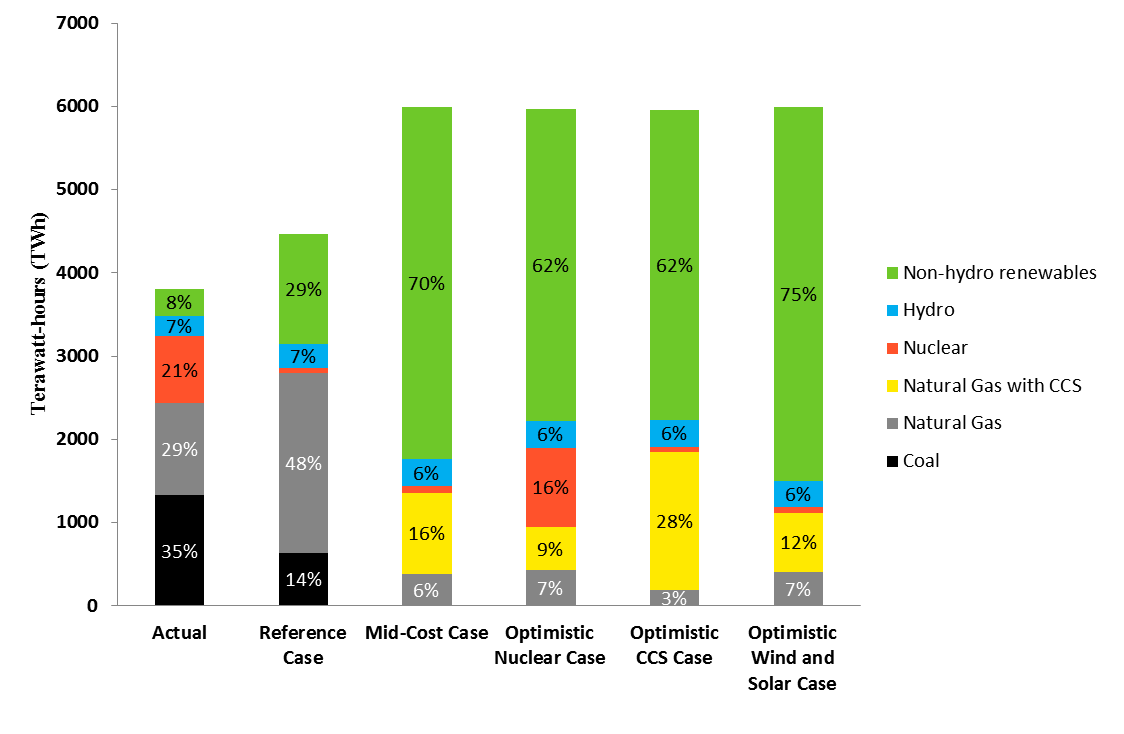 7000
6000
5000
4000
3000
2000
1000
0
Terawatt-hours (TWh)
8%
7%
21%
29%
35%
29%
7%
48%
14%
70%
6%
16%
6%
62%
6%
16%
9%
7%
62%
6%
28%
3%
75%
6%
12%
7%
Actual
Reference
Case
Mid-Cost Case
Optimistic
Nuclear Case
Optimistic
CCS Case
Optimistic
Wind and
Solar Case
Non-hydro renewables
Hydro
Nuclear
Natural Gas with CCS
Natural Gas
Coal